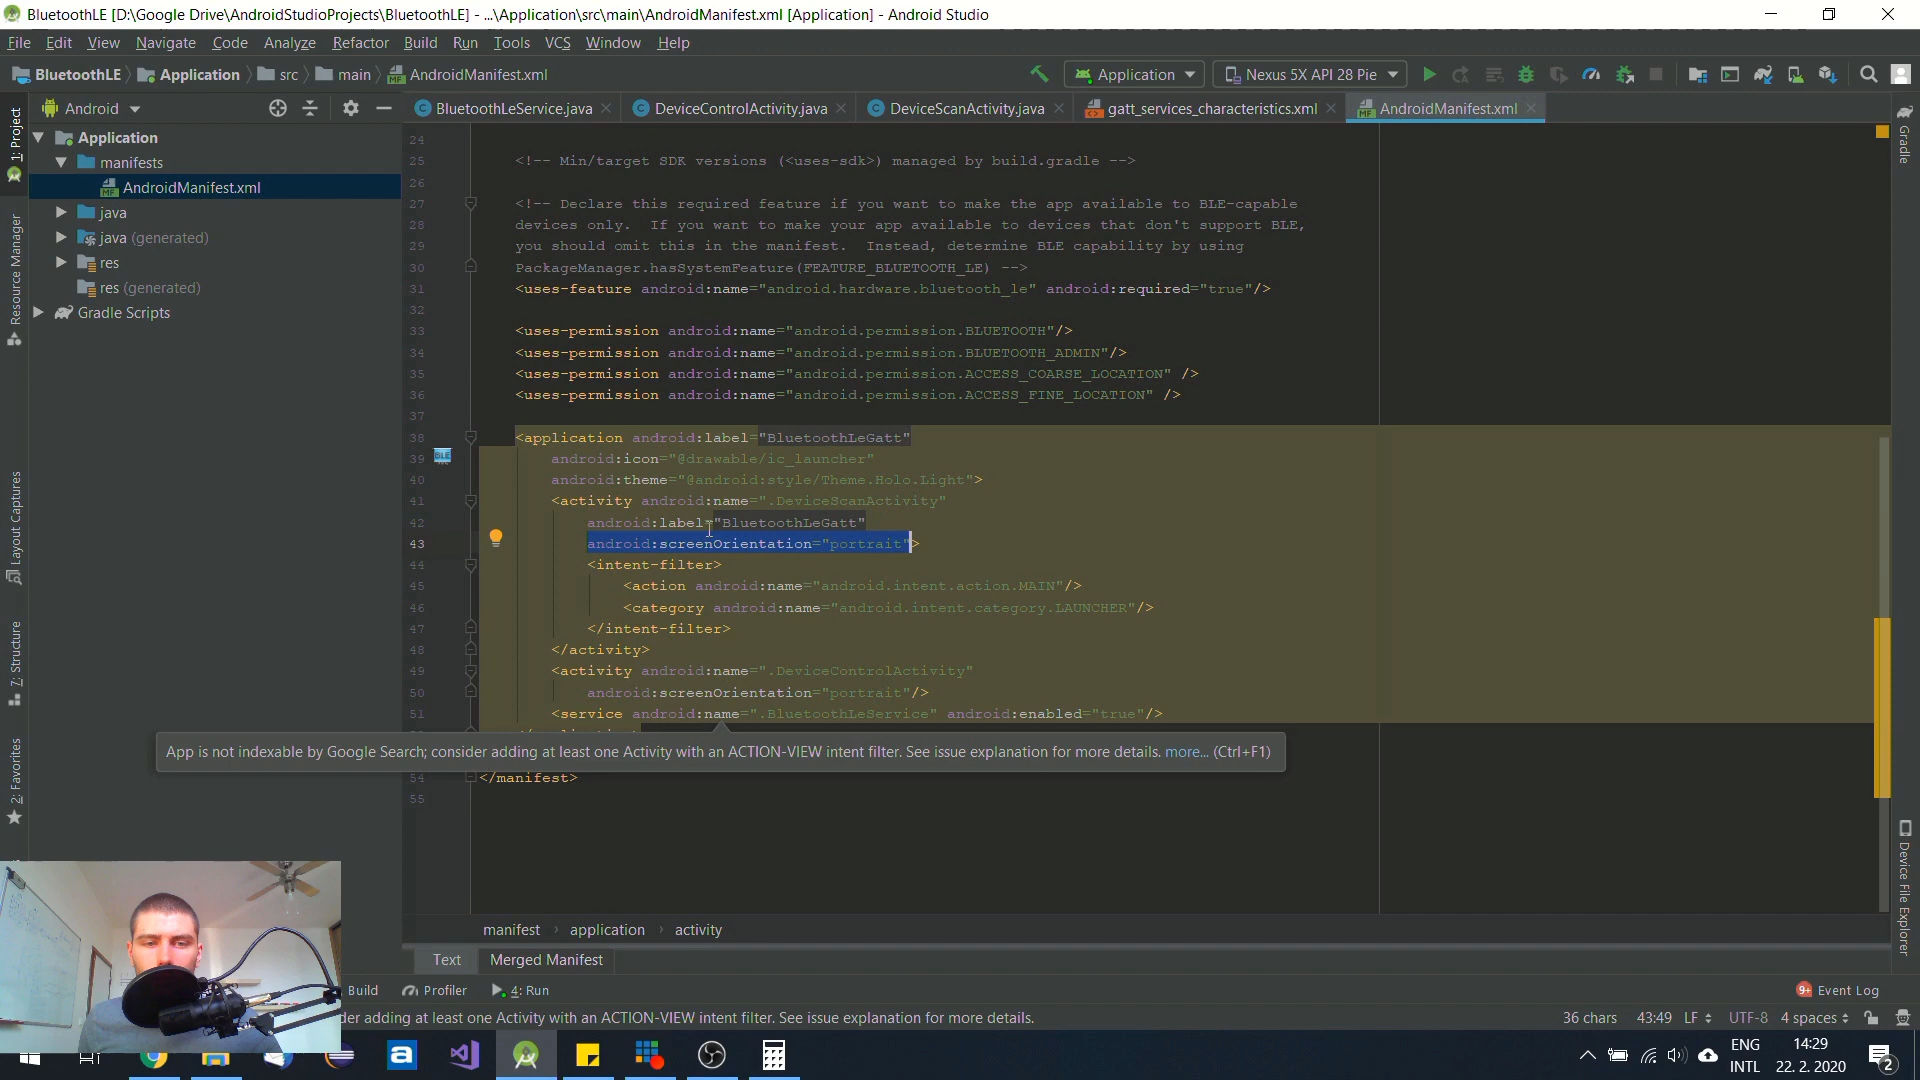 BluetoothLE [D:\Google Drive\AndroidStudioProjects\BluetoothLE] - ...\Application\src\main\AndroidManifest.xml [Application] - Android Studio
File Edit View Navigate Code Analyze Refactor Build Run Tools VCS Window Help
BluetoothLE Application src main AndroidManifest.xml Application Nexus 5X API 28 Pie
Android BluetoothLeService.java DeviceControlActivity.java DeviceScanActivity.java gatt_services_characteristics.xml AndroidManifest.xml
1: Project
Resource Manager
Layout Captures
7: Structure
2: Favorites
Gradle
Device File Explorer
Application
manifests
AndroidManifest.xml
java
java (generated)
res
res (generated)
Gradle Scripts
24
25 <!-- Min/target SDK versions (<uses-sdk>) managed by build.gradle -->
26
27 <!-- Declare this required feature if you want to make the app available to BLE-capable
28 devices only.  If you want to make your app available to devices that don't support BLE,
29 you should omit this in the manifest.  Instead, determine BLE capability by using
30 PackageManager.hasSystemFeature(FEATURE_BLUETOOTH_LE) -->
31 <uses-feature android:name="android.hardware.bluetooth_le" android:required="true"/>
32
33 <uses-permission android:name="android.permission.BLUETOOTH"/>
34 <uses-permission android:name="android.permission.BLUETOOTH_ADMIN"/>
35 <uses-permission android:name="android.permission.ACCESS_COARSE_LOCATION" />
36 <uses-permission android:name="android.permission.ACCESS_FINE_LOCATION" />
37
38 <application android:label="BluetoothLeGatt"
39 android:icon="@drawable/ic_launcher"
40 android:theme="@android:style/Theme.Holo.Light">
41 <activity android:name=".DeviceScanActivity"
42 android:label="BluetoothLeGatt"
43 android:screenOrientation="portrait">
44 <intent-filter>
45 <action android:name="android.intent.action.MAIN"/>
46 <category android:name="android.intent.category.LAUNCHER"/>
47 </intent-filter>
48 </activity>
49 <activity android:name=".DeviceControlActivity"
50 android:screenOrientation="portrait"/>
51 <service android:name=".BluetoothLeService" android:enabled="true"/>
App is not indexable by Google Search; consider adding at least one Activity with an ACTION-VIEW intent filter. See issue explanation for more details. more... (Ctrl+F1)
54 </manifest>
55
manifest › application › activity
Text Merged Manifest
Build Profiler 4: Run 9+ Event Log
der adding at least one Activity with an ACTION-VIEW intent filter. See issue explanation for more details. 36 chars 43:49 LF UTF-8 4 spaces
ENG 14:29
INTL 22. 2. 2020 2